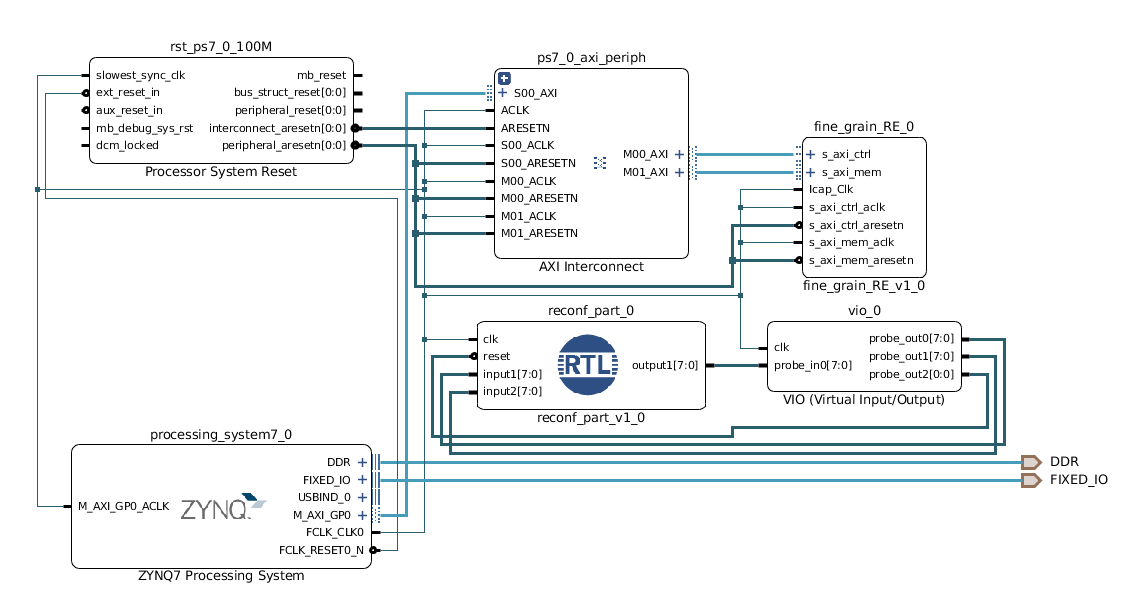 rst_ps7_0_100M
slowest_sync_clk
ext_reset_in
aux_reset_in
mb_debug_sys_rst
dcm_locked
mb_reset
bus_struct_reset[0:0]
peripheral_reset[0:0]
interconnect_aresetn[0:0]
peripheral_aresetn[0:0]
Processor System Reset
ps7_0_axi_periph
S00_AXI
ACLK
ARESETN
S00_ACLK
S00_ARESETN
M00_ACLK
M00_ARESETN
M01_ACLK
M01_ARESETN
M00_AXI
M01_AXI
AXI Interconnect
fine_grain_RE_0
s_axi_ctrl
s_axi_mem
Icap_Clk
s_axi_ctrl_aclk
s_axi_ctrl_aresetn
s_axi_mem_aclk
s_axi_mem_aresetn
fine_grain_RE_v1_0
reconf_part_0
clk
reset
input1[7:0]
input2[7:0]
RTL
output1[7:0]
reconf_part_v1_0
vio_0
clk
probe_in0[7:0]
probe_out0[7:0]
probe_out1[7:0]
probe_out2[0:0]
VIO (Virtual Input/Output)
processing_system7_0
M_AXI_GP0_ACLK
ZYNQ
DDR
FIXED_IO
USBIND_0
M_AXI_GP0
FCLK_CLK0
FCLK_RESET0_N
ZYNQ7 Processing System
DDR
FIXED_IO